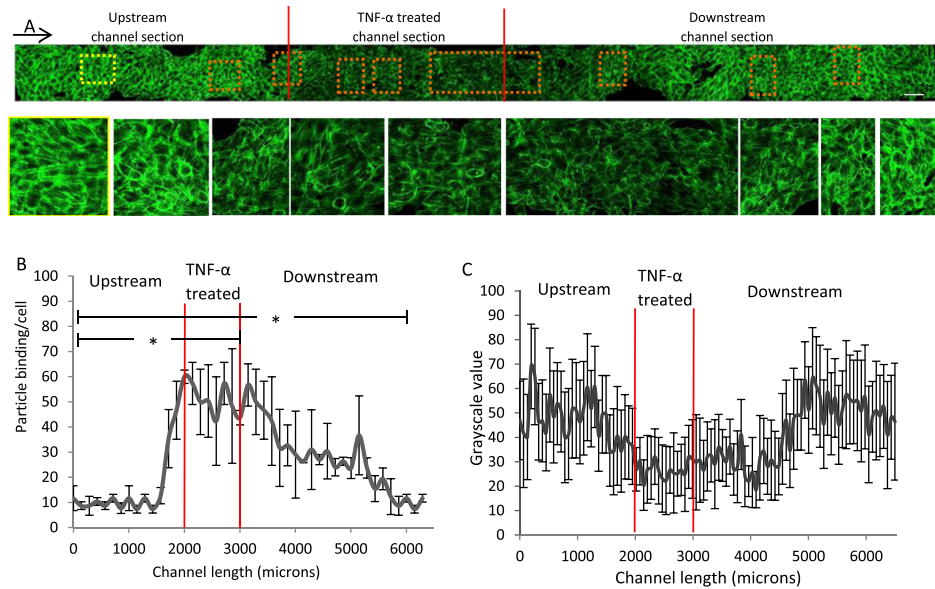 A
Upstream
channel section
TNF-α treated
channel section
Downstream
channel section
B
Particle binding/cell
100
90
80
70
60
50
40
30
20
10
0
Upstream
TNF-α
treated
Downstream
*
*
0
1000
2000
3000
4000
5000
6000
Channel length (microns)
C
Grayscale value
100
90
80
70
60
50
40
30
20
10
0
Upstream
TNF-α
treated
Downstream
0
1000
2000
3000
4000
5000
6000
Channel length (microns)